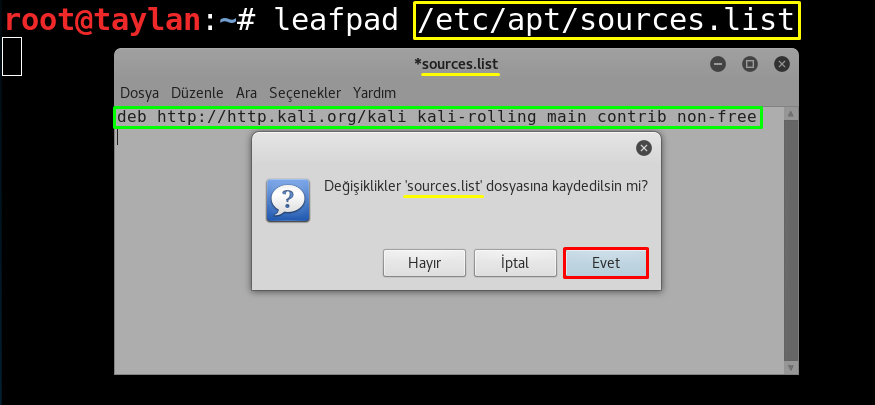 root@taylan:~# leafpad /etc/apt/sources.list
*sources.list
Dosya Düzenle Ara Seçenekler Yardım
deb http://http.kali.org/kali kali-rolling main contrib non-free
Değişiklikler 'sources.list' dosyasına kaydedilsin mi?
Hayır İptal Evet